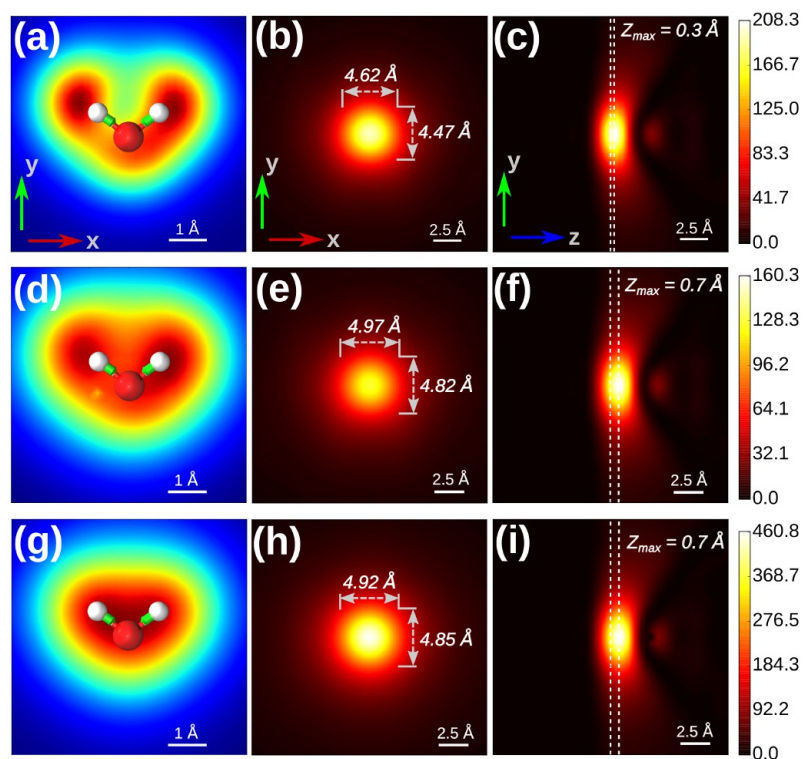 (a)
y
x
1 Å
(b)
4.62 Å
4.47 Å
y
x
2.5 Å
(c)
Zmax = 0.3 Å
y
z
2.5 Å
208.3
166.7
125.0
83.3
41.7
0.0
(d)
1 Å
(e)
4.97 Å
4.82 Å
2.5 Å
(f)
Zmax = 0.7 Å
2.5 Å
160.3
128.3
96.2
64.1
32.1
0.0
(g)
1 Å
(h)
4.92 Å
4.85 Å
2.5 Å
(i)
Zmax = 0.7 Å
2.5 Å
460.8
368.7
276.5
184.3
92.2
0.0